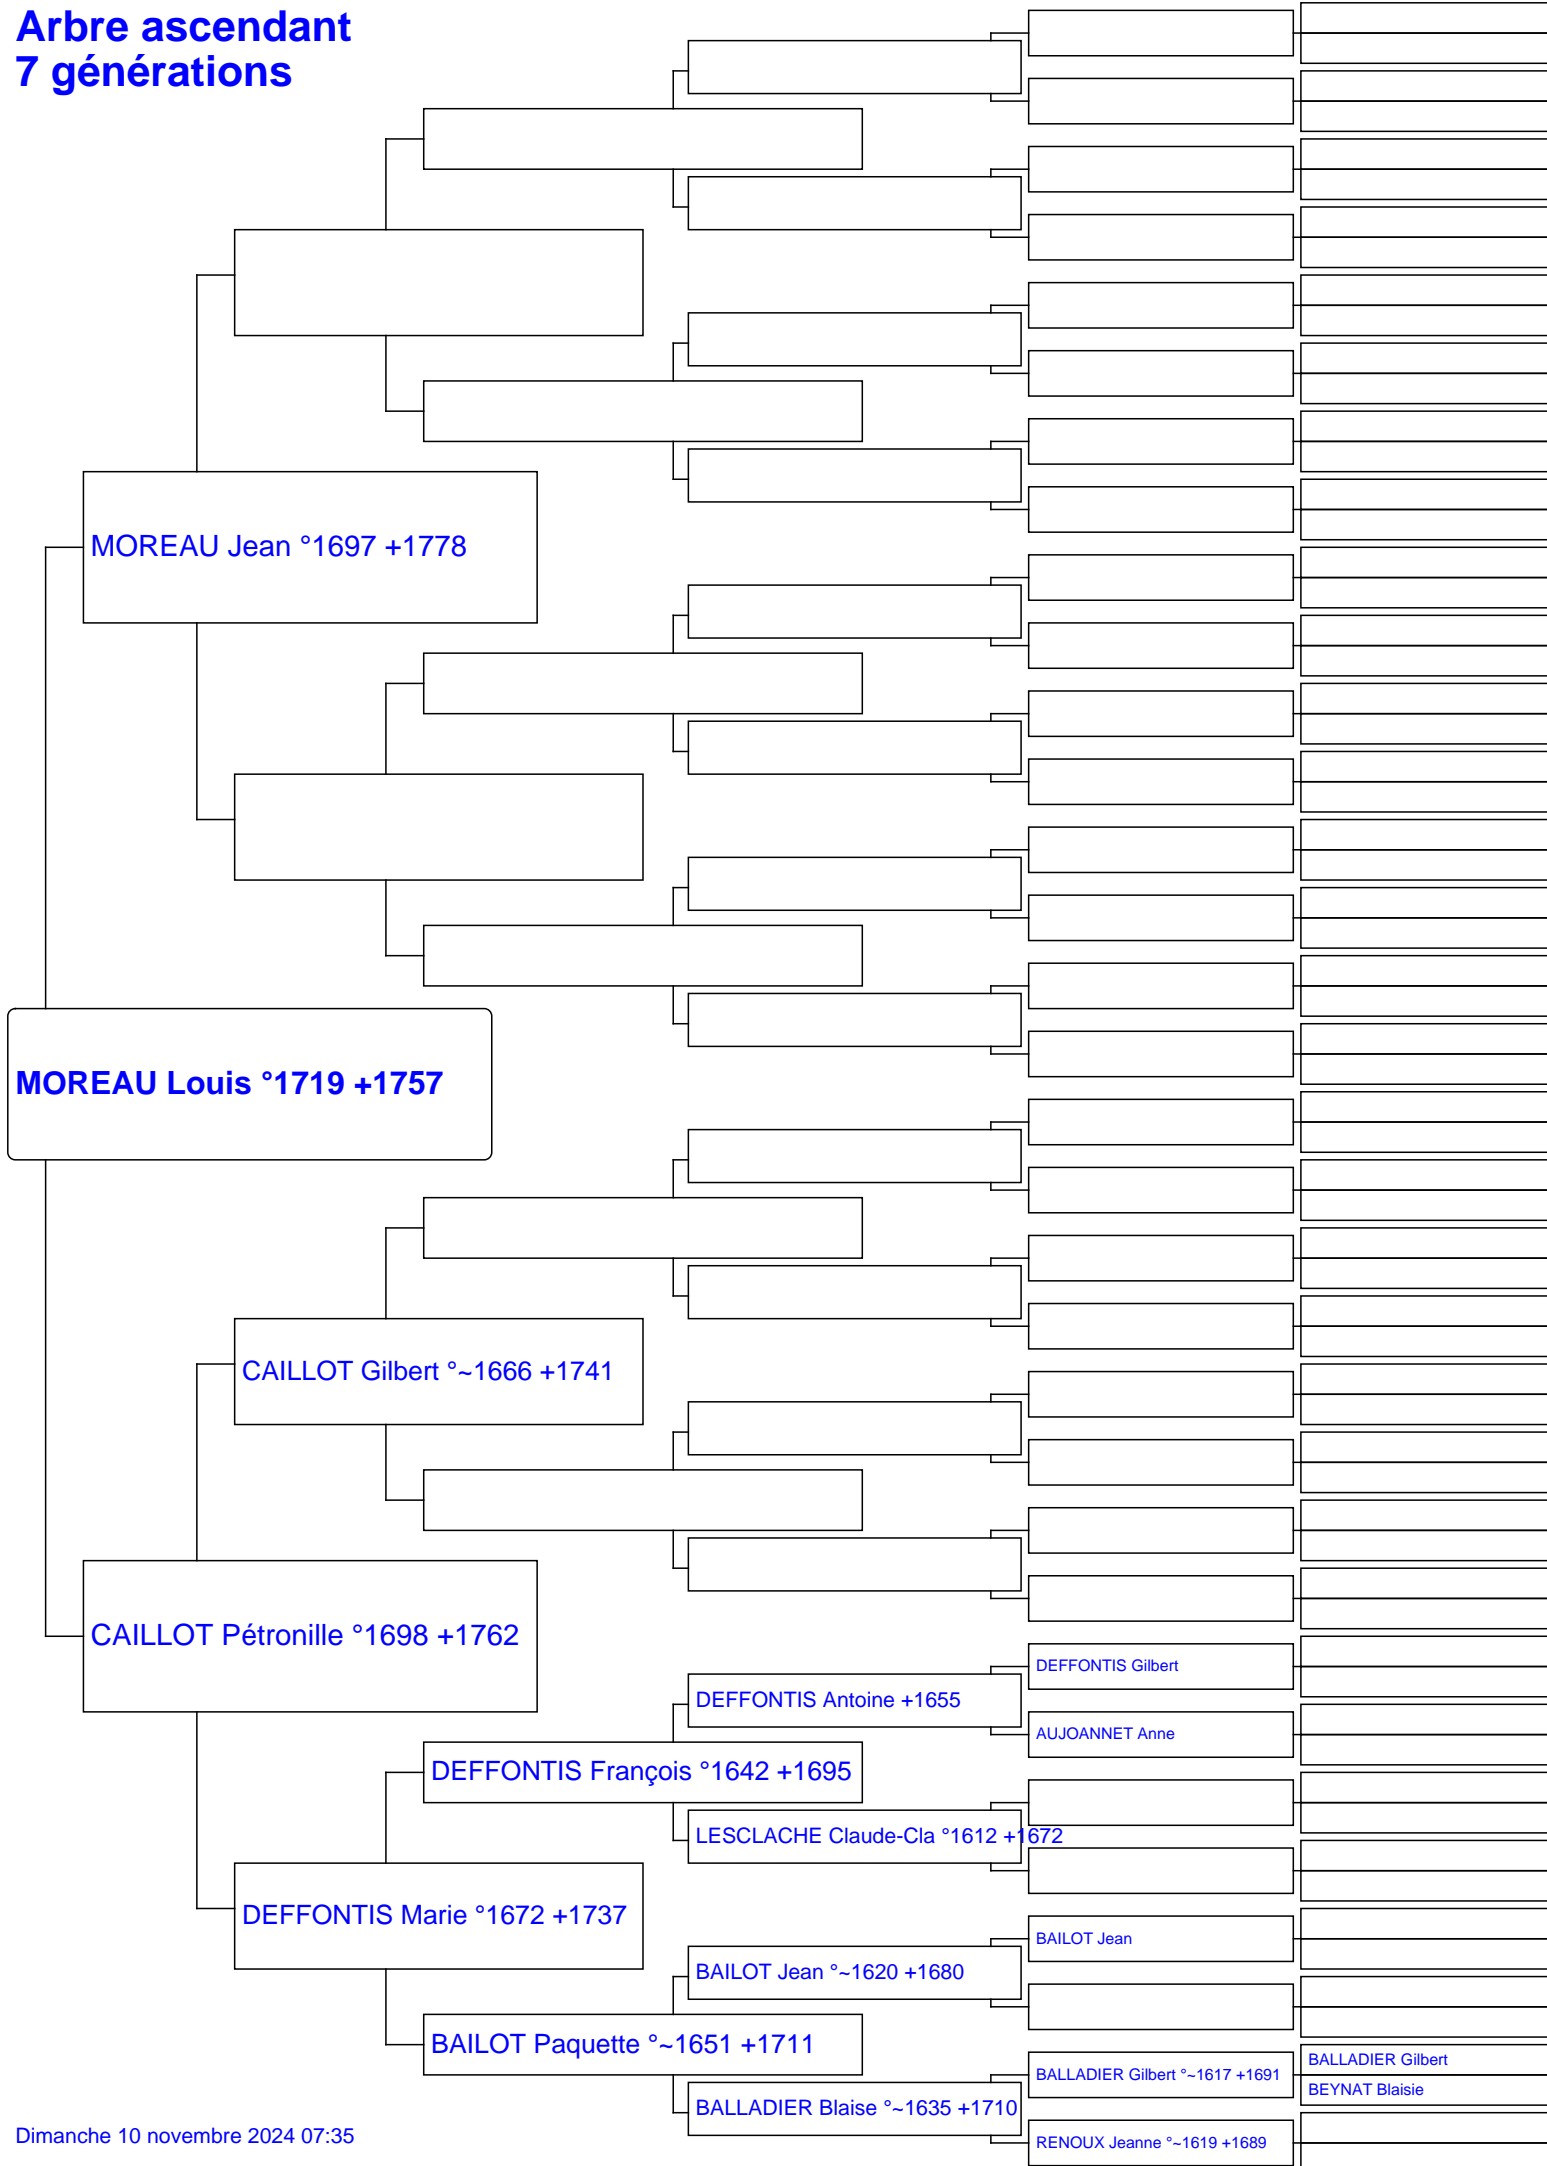 Arbre ascendant
7 générations
MOREAU Jean °1697 +1778
MOREAU Louis °1719 +1757
CAILLOT Gilbert °~1666 +1741
CAILLOT Pétronille °1698 +1762
DEFFONTIS Gilbert
DEFFONTIS Antoine +1655
AUJOANNET Anne
DEFFONTIS François °1642 +1695
LESCLACHE Claude-Cla °1612 +1672
DEFFONTIS Marie °1672 +1737
BAILOT Jean
BAILOT Jean °~1620 +1680
BAILOT Paquette °~1651 +1711
BALLADIER Gilbert
BALLADIER Gilbert °~1617 +1691
BEYNAT Blaisie
BALLADIER Blaise °~1635 +1710
RENOUX Jeanne °~1619 +1689
Dimanche 10 novembre 2024 07:35